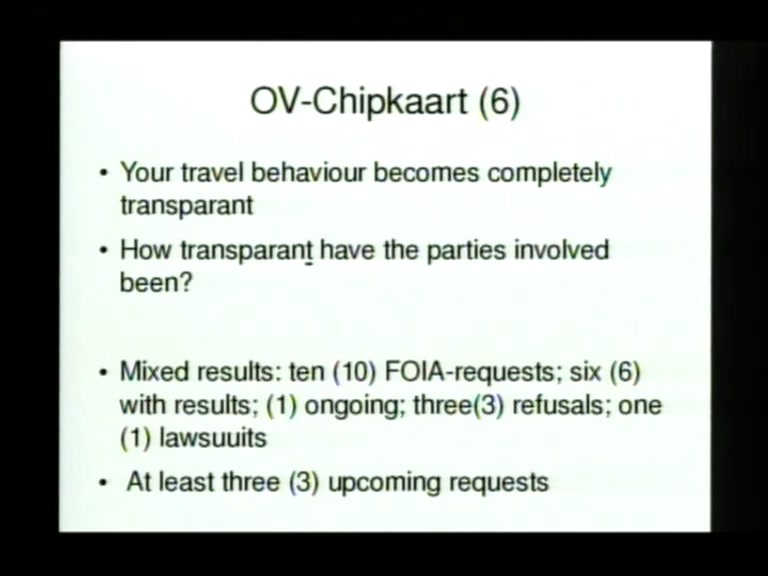 OV-Chipkaart (6)
• Your travel behaviour becomes completely
transparant
• How transparant have the parties involved
been?
• Mixed results: ten (10) FOIA-requests; six (6)
with results; (1) ongoing; three(3) refusals; one
(1) lawsuuits
• At least three (3) upcoming requests